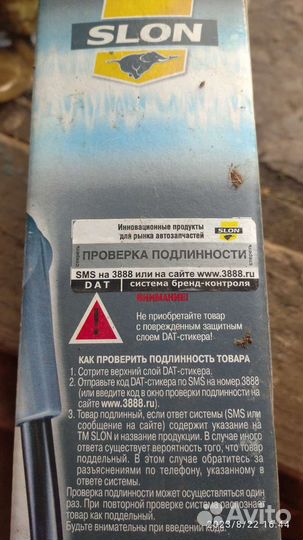 SLON
Инновационные продукты
для рынка автозапчастей
SLON
стереть ПРОВЕРКА ПОДЛИННОСТИ стереть
SMS на 3888 или на сайте www.3888.ru
DAT система бренд-контроля
ВНИМАНИЕ!
Не приобретайте товар
с поврежденным защитным
слоем DAT-стикера!
КАК ПРОВЕРИТЬ ПОДЛИННОСТЬ ТОВАРА
1. Сотрите верхний слой DAT-стикера.
2. Отправьте код DAT-стикера по SMS на номер 3888
(или введите код в окно проверки подлинности на
сайте www.3888.ru).
3. Товар подлинный, если ответ системы (SMS или
сообщение на сайте) содержит указание на
ТМ SLON и название продукции. В случае иного
ответа существует вероятность того, что товар
поддельный. В этом случае обратитесь за
разъяснениями по телефону, указанному в
ответе системы.
Проверка подлинности может осуществляться один
раз. При повторной проверке система распознает
товар как поддельный.
Будьте внимательны при введении кода.
Avito
2023/8/22 16:44